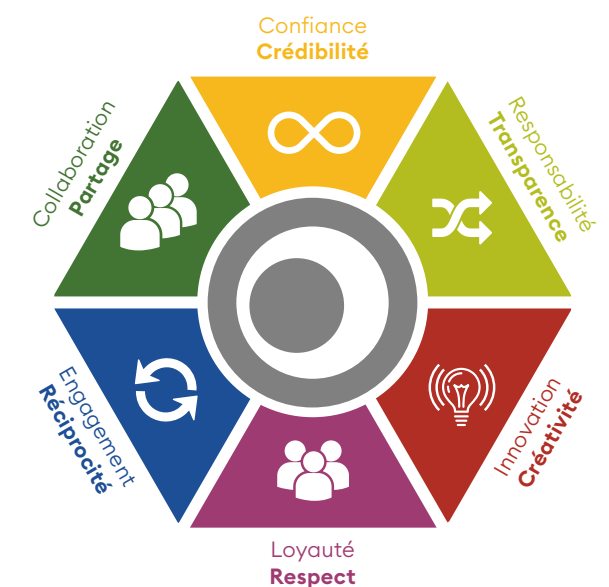 Confiance
Crédibilité
Responsabilité
Transparence
Innovation
Créativité
Loyauté
Respect
Engagement
Réciprocité
Collaboration
Partage